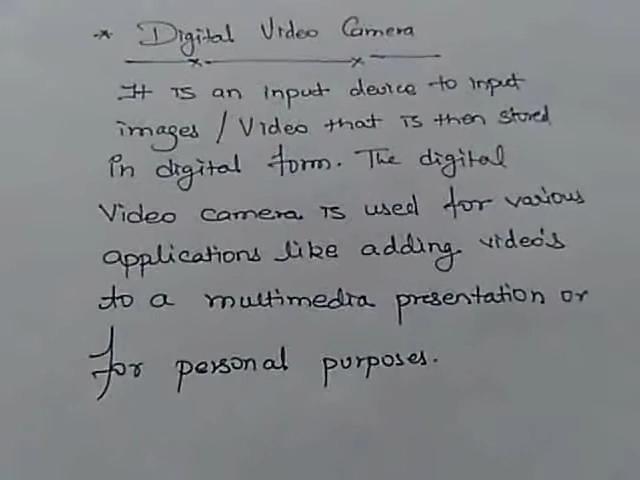 * Digital Video Camera
It is an input device to input
images / Video that is then stored
in digital form. The digital
Video camera is used for various
applications like adding video's
to a multimedia presentation or
for personal purposes.